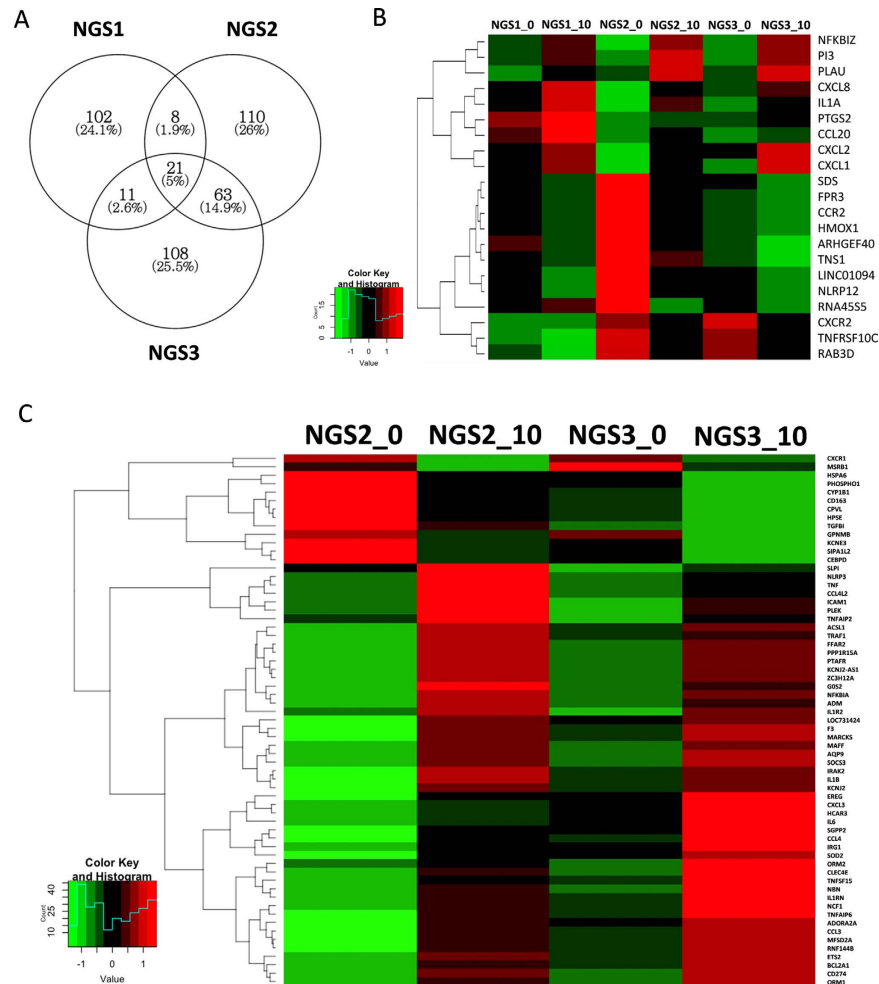 A
NGS1
NGS2
102
(24.1%)
8
(1.9%)
110
(26%)
21
(5%)
11
(2.6%)
63
(14.9%)
108
(25.5%)
NGS3
Color Key
and Histogram
Count
0 5 15
-1 0 1
Value
B
NGS1_0 NGS1_10 NGS2_0 NGS2_10 NGS3_0 NGS3_10
NFKBIZ
PI3
PLAU
CXCL8
IL1A
PTGS2
CCL20
CXCL2
CXCL1
SDS
FPR3
CCR2
HMOX1
ARHGEF40
TNS1
LINC01094
NLRP12
RNA45S5
CXCR2
TNFRSF10C
RAB3D
C
NGS2_0 NGS2_10 NGS3_0 NGS3_10
CXCR1
MSRB1
HSPA6
PHOSPHO1
CYP1B1
CD163
CPVL
HPSE
TGFBI
GPNMB
KCNE3
SIPA1L2
CEBPD
SLPI
NLRP3
TNF
CCL4L2
ICAM1
PLEK
TNFAIP2
ACSL1
TRAF1
FFAR2
PPP1R15A
PTAFR
KCNJ2-AS1
ZC3H12A
G0S2
NFKBIA
ADM
IL1R2
LOC731424
F3
MARCKS
MAFF
AQP9
SOCS3
IRAK2
IL1B
KCNJ2
EREG
CXCL3
HCAR3
IL6
SGPP2
CCL4
IRG1
SOD2
ORM2
CLEC4E
TNFSF15
NBN
IL1RN
NCF1
TNFAIP6
ADORA2A
CCL3
MFSD2A
RNF144B
ETS2
BCL2A1
CD274
ORM1
Color Key
and Histogram
Count
10 20 30 40
-1 0 1
Value